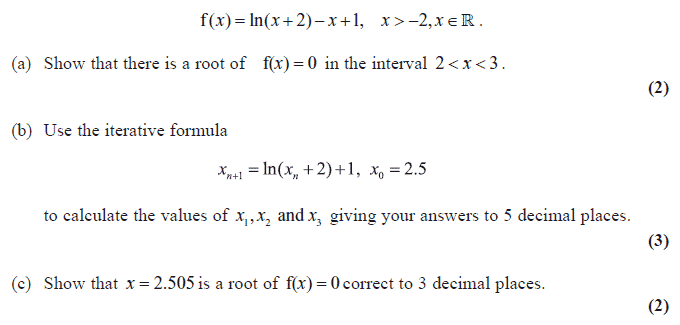 f(x) = ln(x+2) − x + 1, x > −2, x ∈ ℝ.
(a) Show that there is a root of f(x) = 0 in the interval 2 < x < 3.
(2)
(b) Use the iterative formula
xₙ₊₁ = ln(xₙ + 2) + 1, x₀ = 2.5
to calculate the values of x₁, x₂ and x₃ giving your answers to 5 decimal places.
(3)
(c) Show that x = 2.505 is a root of f(x) = 0 correct to 3 decimal places.
(2)